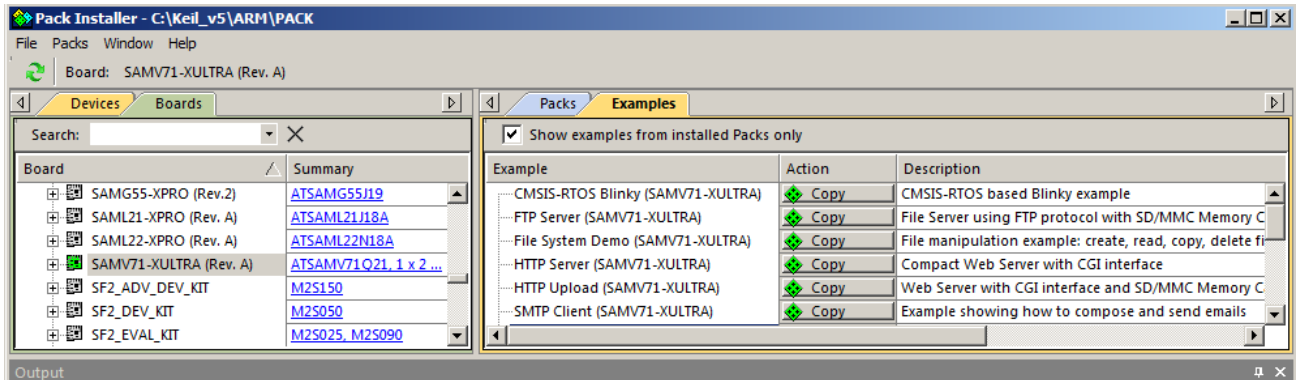 Pack Installer - C:\Keil_v5\ARM\PACK
File Packs Window Help
Board: SAMV71-XULTRA (Rev. A)
Devices Boards
Search:
Board Summary
SAMG55-XPRO (Rev.2) ATSAMG55J19
SAML21-XPRO (Rev. A) ATSAML21J18A
SAML22-XPRO (Rev. A) ATSAML22N18A
SAMV71-XULTRA (Rev. A) ATSAMV71Q21, 1 x 2 ...
SF2_ADV_DEV_KIT M2S150
SF2_DEV_KIT M2S050
SF2_EVAL_KIT M2S025, M2S090
Packs Examples
Show examples from installed Packs only
Example Action Description
CMSIS-RTOS Blinky (SAMV71-XULTRA) Copy CMSIS-RTOS based Blinky example
FTP Server (SAMV71-XULTRA) Copy File Server using FTP protocol with SD/MMC Memory C
File System Demo (SAMV71-XULTRA) Copy File manipulation example: create, read, copy, delete fi
HTTP Server (SAMV71-XULTRA) Copy Compact Web Server with CGI interface
HTTP Upload (SAMV71-XULTRA) Copy Web Server with CGI interface and SD/MMC Memory C
SMTP Client (SAMV71-XULTRA) Copy Example showing how to compose and send emails
Output